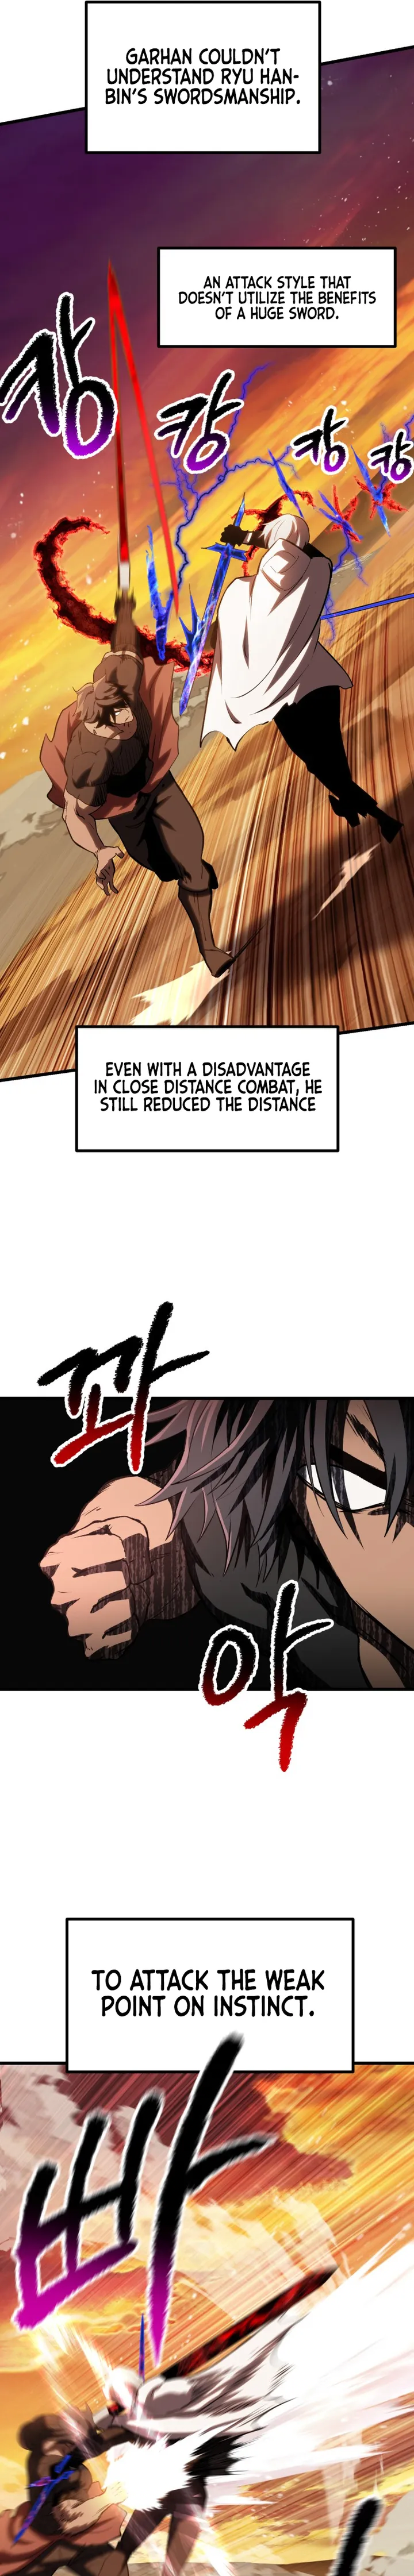 GARHAN COULDN'T
UNDERSTAND RYU HAN-
BIN'S SWORDSMANSHIP.
AN ATTACK STYLE THAT
DOESN'T UTILIZE THE BENEFITS
OF A HUGE SWORD.
캉
캉
캉
캉
EVEN WITH A DISADVANTAGE
IN CLOSE DISTANCE COMBAT, HE
STILL REDUCED THE DISTANCE
콰
악
TO ATTACK THE WEAK
POINT ON INSTINCT.
빠